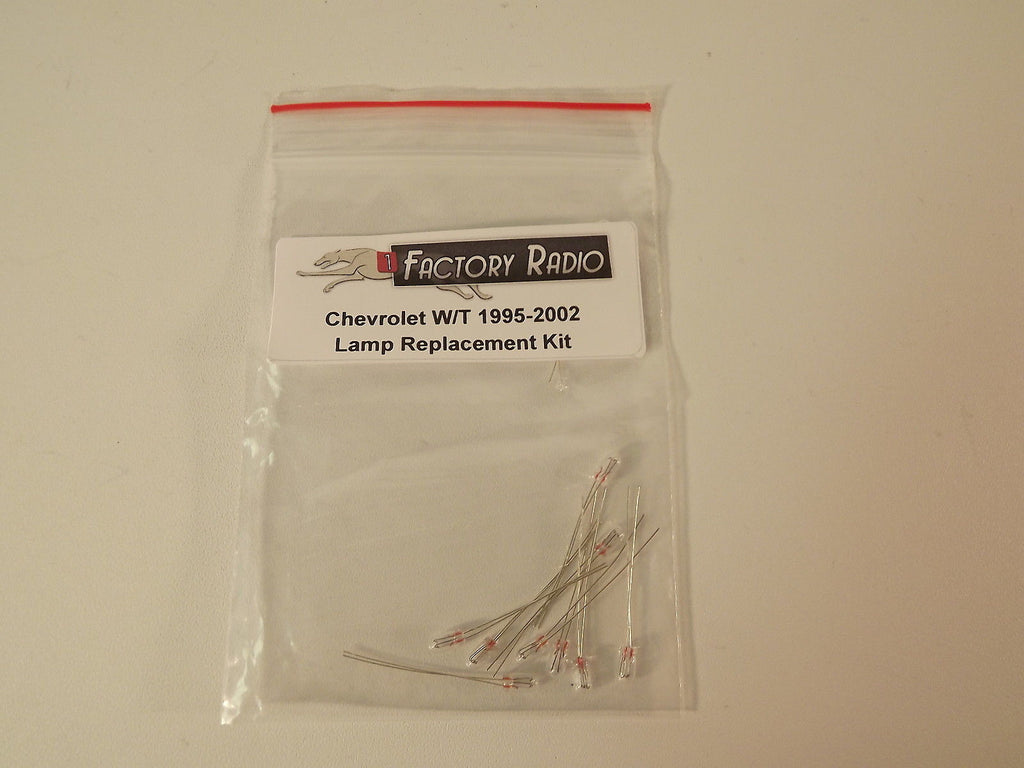 1 FACTORY RADIO
Chevrolet W/T 1995-2002
Lamp Replacement Kit